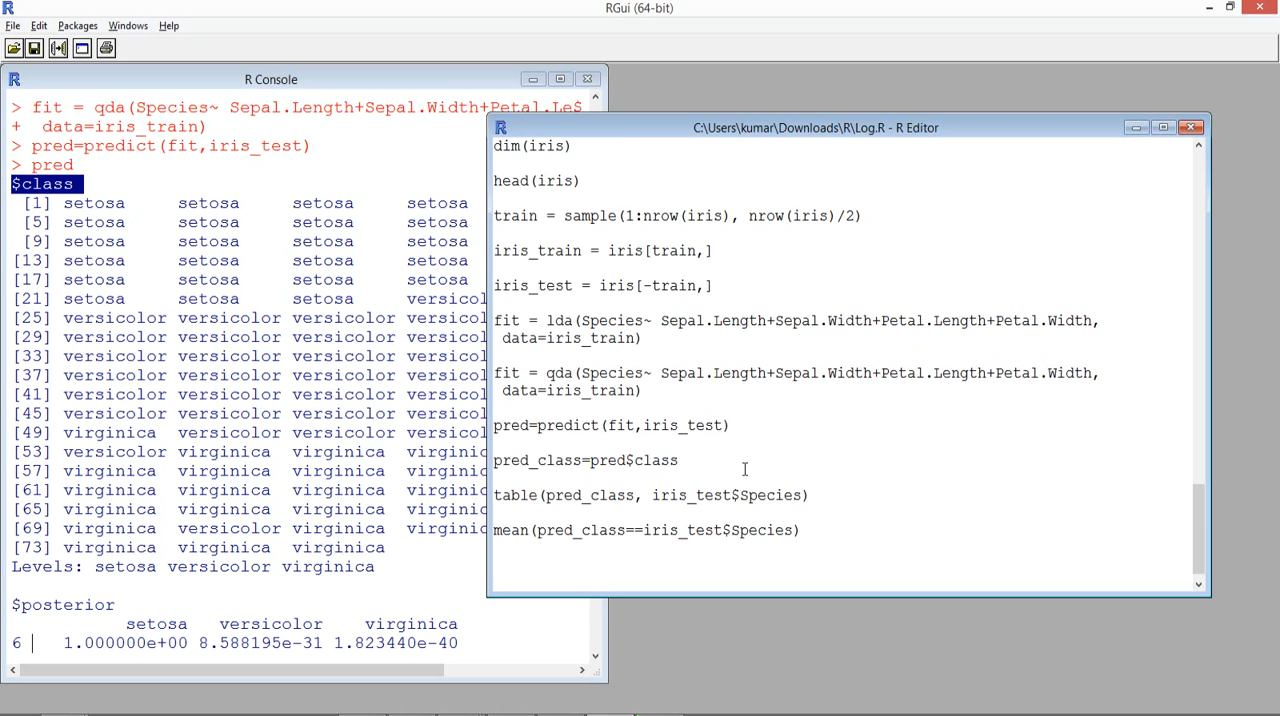 RGui (64-bit)
File Edit Packages Windows Help
R Console
> fit = qda(Species~ Sepal.Length+Sepal.Width+Petal.Le$
+  data=iris_train)
> pred=predict(fit,iris_test)
> pred
$class
[1] setosa setosa setosa setosa
[5] setosa setosa setosa setosa
[9] setosa setosa setosa setosa
[13] setosa setosa setosa setosa
[17] setosa setosa setosa setosa
[21] setosa setosa setosa versicol
[25] versicolor versicolor versicolor versicol
[29] versicolor versicolor versicolor versicol
[33] versicolor versicolor versicolor versicol
[37] versicolor versicolor versicolor versicol
[41] versicolor versicolor versicolor versicol
[45] versicolor versicolor versicolor versicol
[49] virginica versicolor versicolor versicol
[53] versicolor virginica virginica virginic
[57] virginica virginica virginica virginic
[61] virginica virginica virginica virginic
[65] virginica virginica virginica virginic
[69] virginica versicolor virginica virginic
[73] virginica virginica virginica
Levels: setosa versicolor virginica
$posterior
setosa versicolor virginica
6 1.000000e+00 8.588195e-31 1.823440e-40
C:\Users\kumar\Downloads\R\Log.R - R Editor
dim(iris)
head(iris)
train = sample(1:nrow(iris), nrow(iris)/2)
iris_train = iris[train,]
iris_test = iris[-train,]
fit = lda(Species~ Sepal.Length+Sepal.Width+Petal.Length+Petal.Width,
data=iris_train)
fit = qda(Species~ Sepal.Length+Sepal.Width+Petal.Length+Petal.Width,
data=iris_train)
pred=predict(fit,iris_test)
pred_class=pred$class
table(pred_class, iris_test$Species)
mean(pred_class==iris_test$Species)